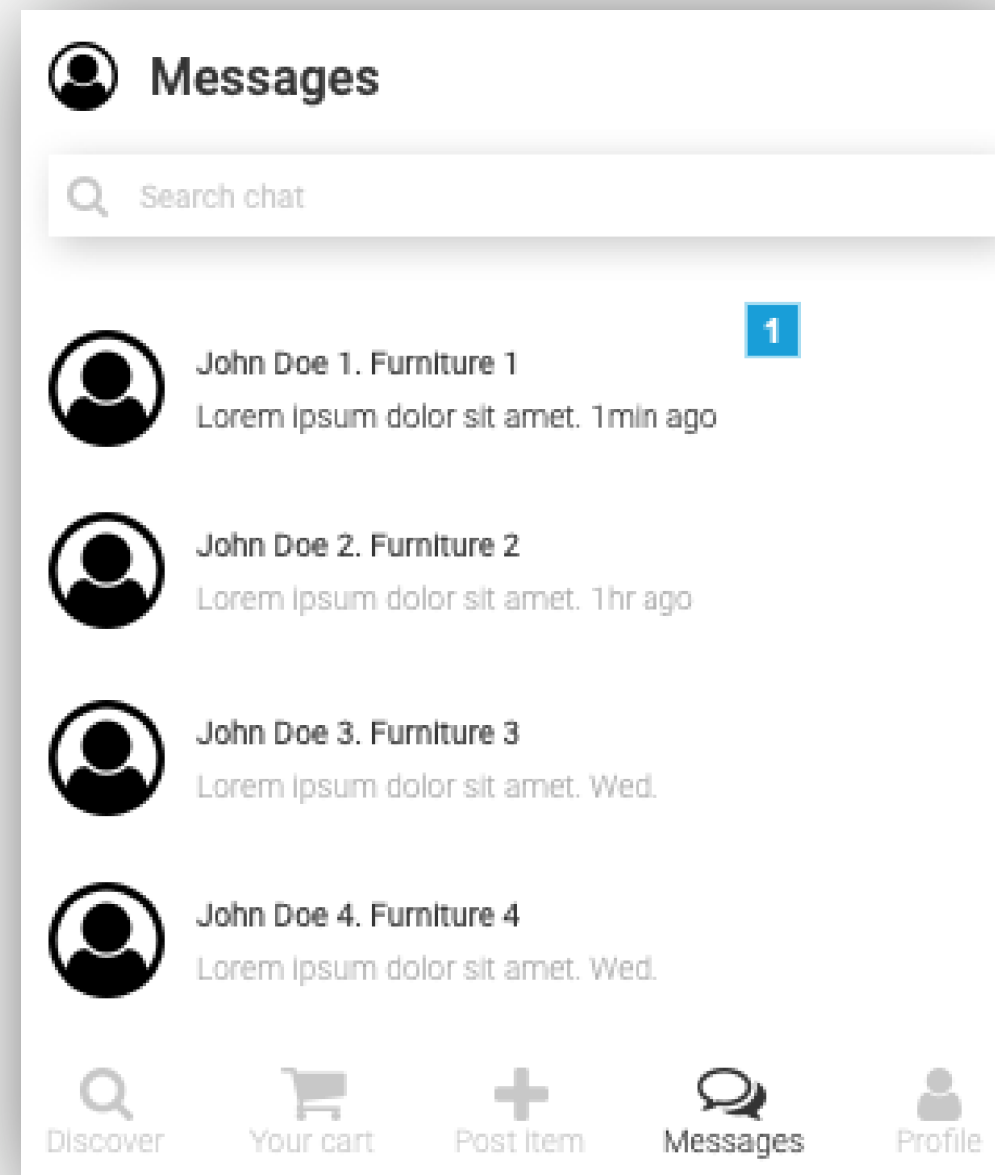 Messages
Search chat
1
John Doe 1. Furniture 1
Lorem ipsum dolor sit amet. 1min ago
John Doe 2. Furniture 2
Lorem ipsum dolor sit amet. 1hr ago
John Doe 3. Furniture 3
Lorem ipsum dolor sit amet. Wed.
John Doe 4. Furniture 4
Lorem ipsum dolor sit amet. Wed.
Discover Your cart Post item Messages Profile